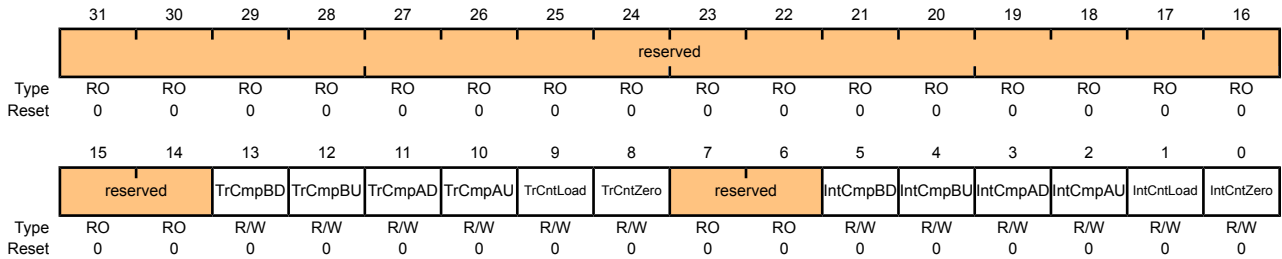 31 30 29 28 27 26 25 24 23 22 21 20 19 18 17 16
reserved
Type RO RO RO RO RO RO RO RO RO RO RO RO RO RO RO RO
Reset 0 0 0 0 0 0 0 0 0 0 0 0 0 0 0 0
15 14 13 12 11 10 9 8 7 6 5 4 3 2 1 0
reserved TrCmpBD TrCmpBU TrCmpAD TrCmpAU TrCntLoad TrCntZero reserved IntCmpBD IntCmpBU IntCmpAD IntCmpAU IntCntLoad IntCntZero
Type RO RO R/W R/W R/W R/W R/W R/W RO RO R/W R/W R/W R/W R/W R/W
Reset 0 0 0 0 0 0 0 0 0 0 0 0 0 0 0 0